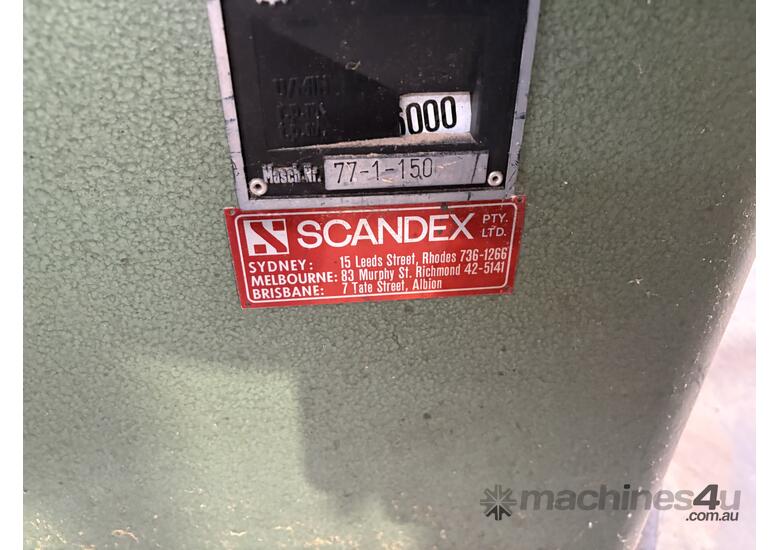 U/MIN
6000
Masch.Nr. 77-1-150
SCANDEX PTY. LTD.
SYDNEY: 15 Leeds Street, Rhodes 736-1266
MELBOURNE: 83 Murphy St. Richmond 42-5141
BRISBANE: 7 Tate Street, Albion
machines4u
.com.au